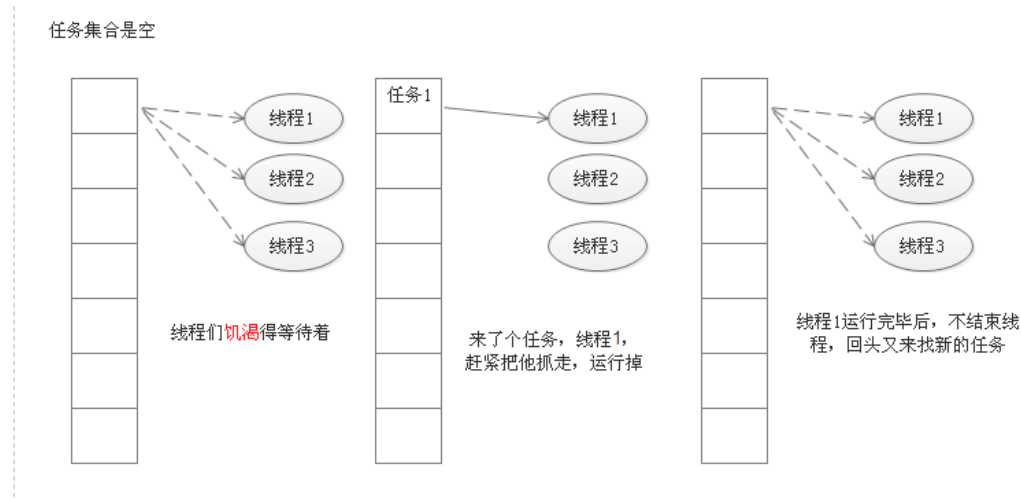 任务集合是空
线程1
线程2
线程3
线程们饥渴得等待着
任务1
线程1
线程2
线程3
来了个任务，线程1，
赶紧把他抓走，运行掉
线程1
线程2
线程3
线程1运行完毕后，不结束线
程，回头又来找新的任务